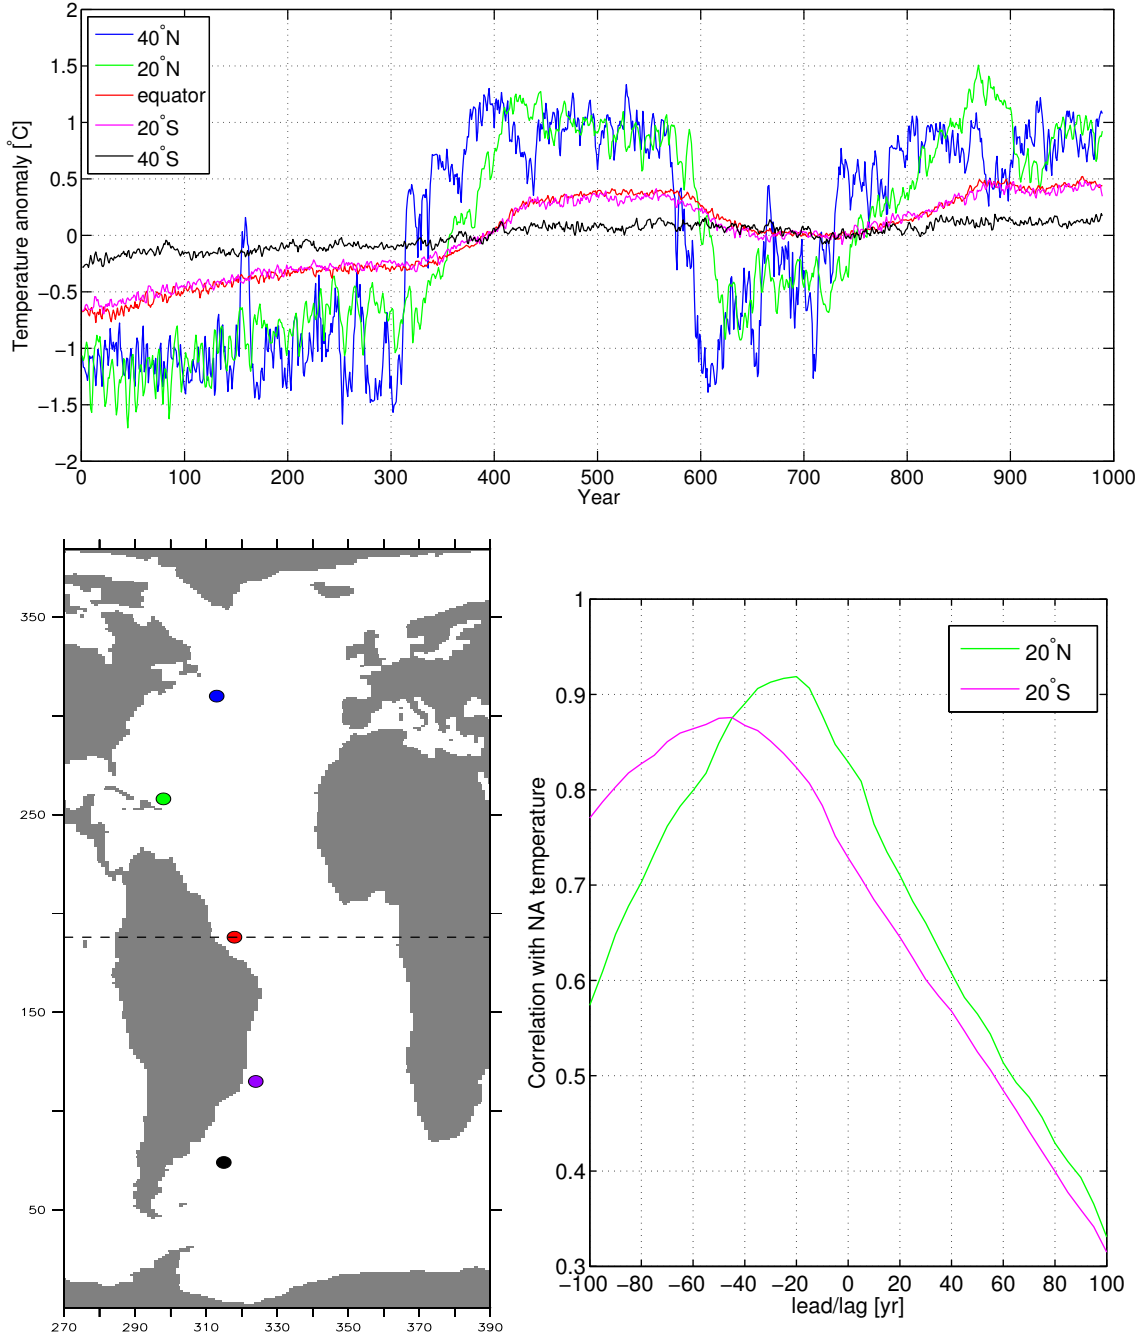 2
1.5
1
0.5
0
−0.5
−1
−1.5
−2
Temperature anomaly [°C]
40°N
20°N
equator
20°S
40°S
0 100 200 300 400 500 600 700 800 900 1000
Year
350
250
150
50
270 290 310 330 350 370 390
1
0.9
0.8
0.7
0.6
0.5
0.4
0.3
Correlation with NA temperature
20°N
20°S
−100 −80 −60 −40 −20 0 20 40 60 80 100
lead/lag [yr]